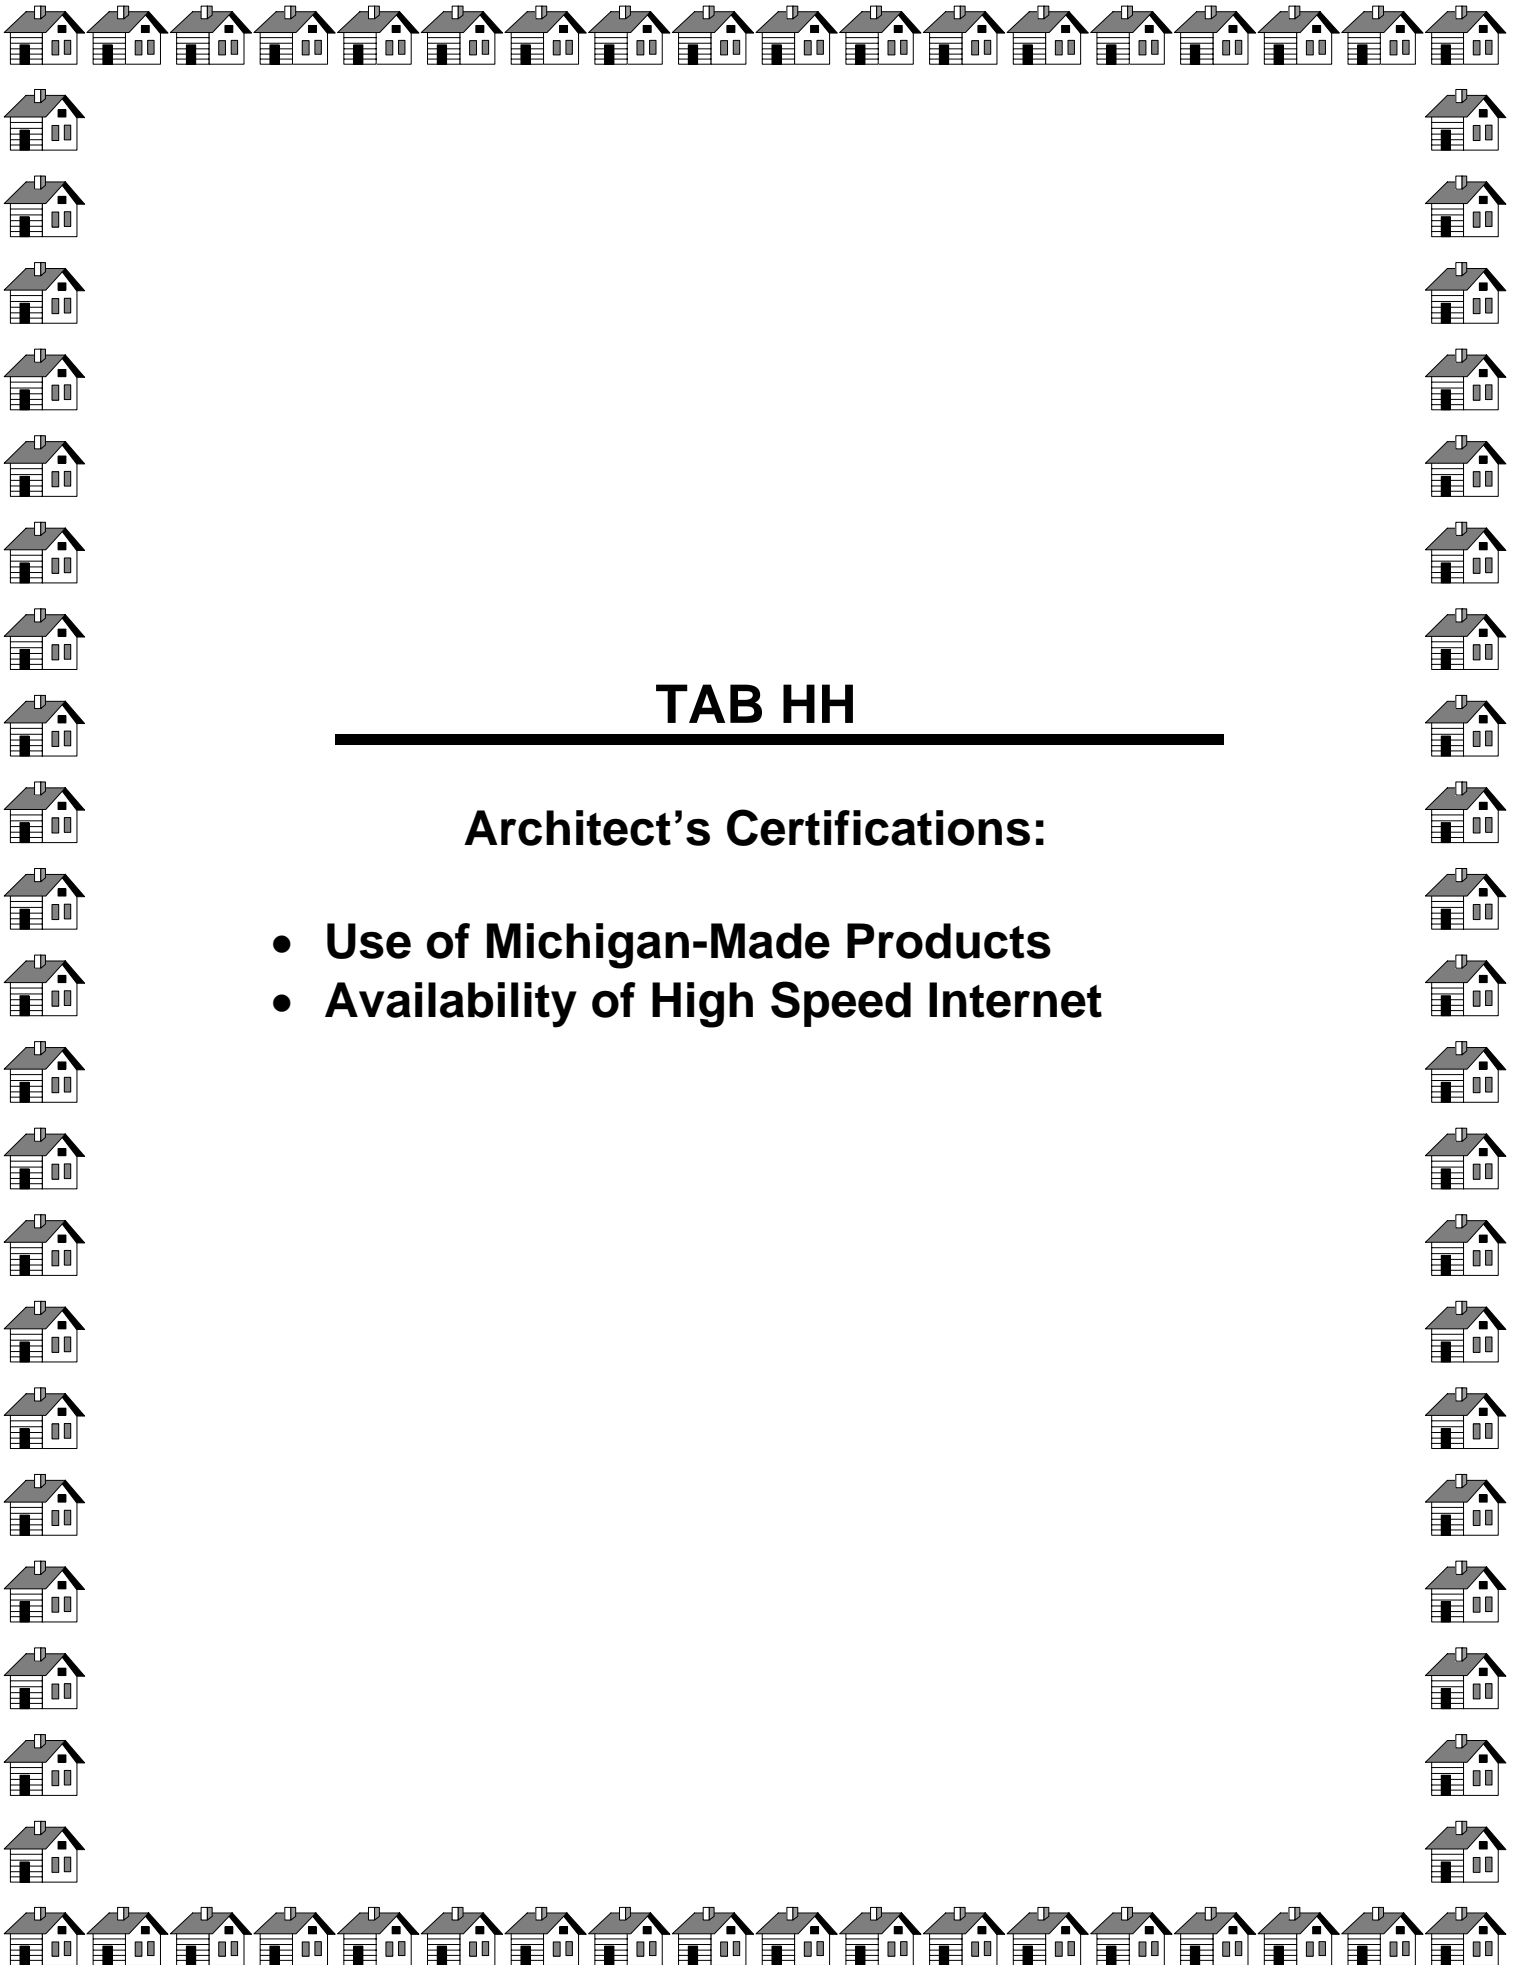 TAB HH
Architect’s Certifications:
• Use of Michigan-Made Products
• Availability of High Speed Internet